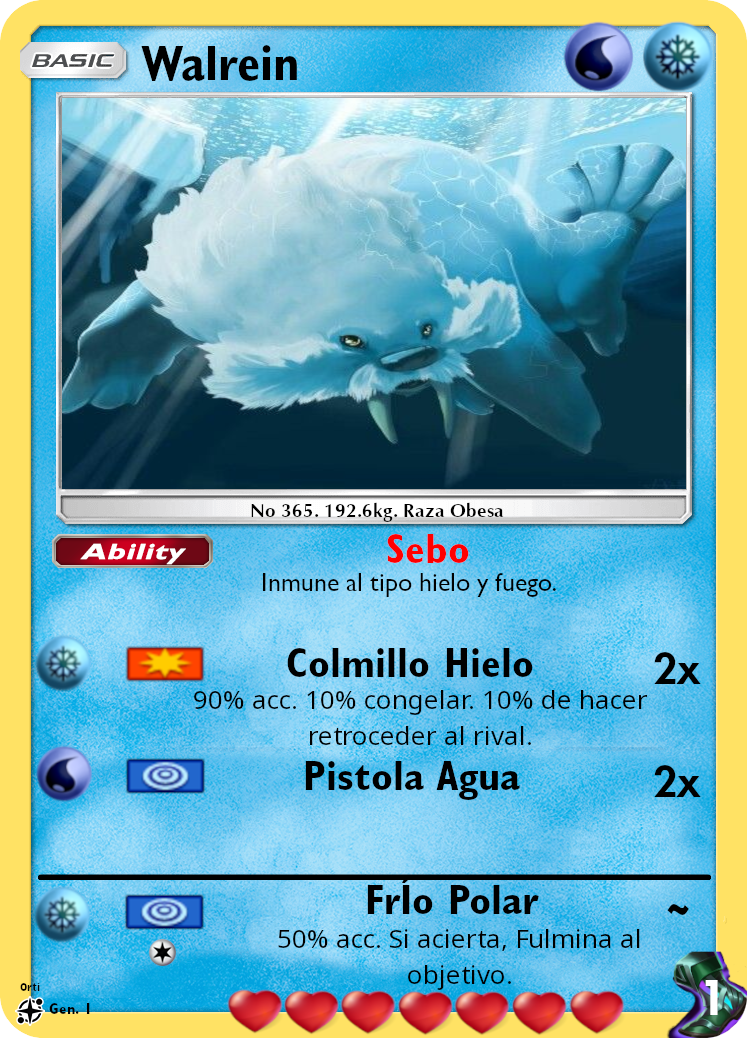 BASIC Walrein
No 365. 192.6kg. Raza Obesa
Ability Sebo
Inmune al tipo hielo y fuego.
Colmillo Hielo 2x
90% acc. 10% congelar. 10% de hacer
retroceder al rival.
Pistola Agua 2x
FrÍo Polar ~
50% acc. Si acierta, Fulmina al
objetivo.
Orti
Gen. 1
1